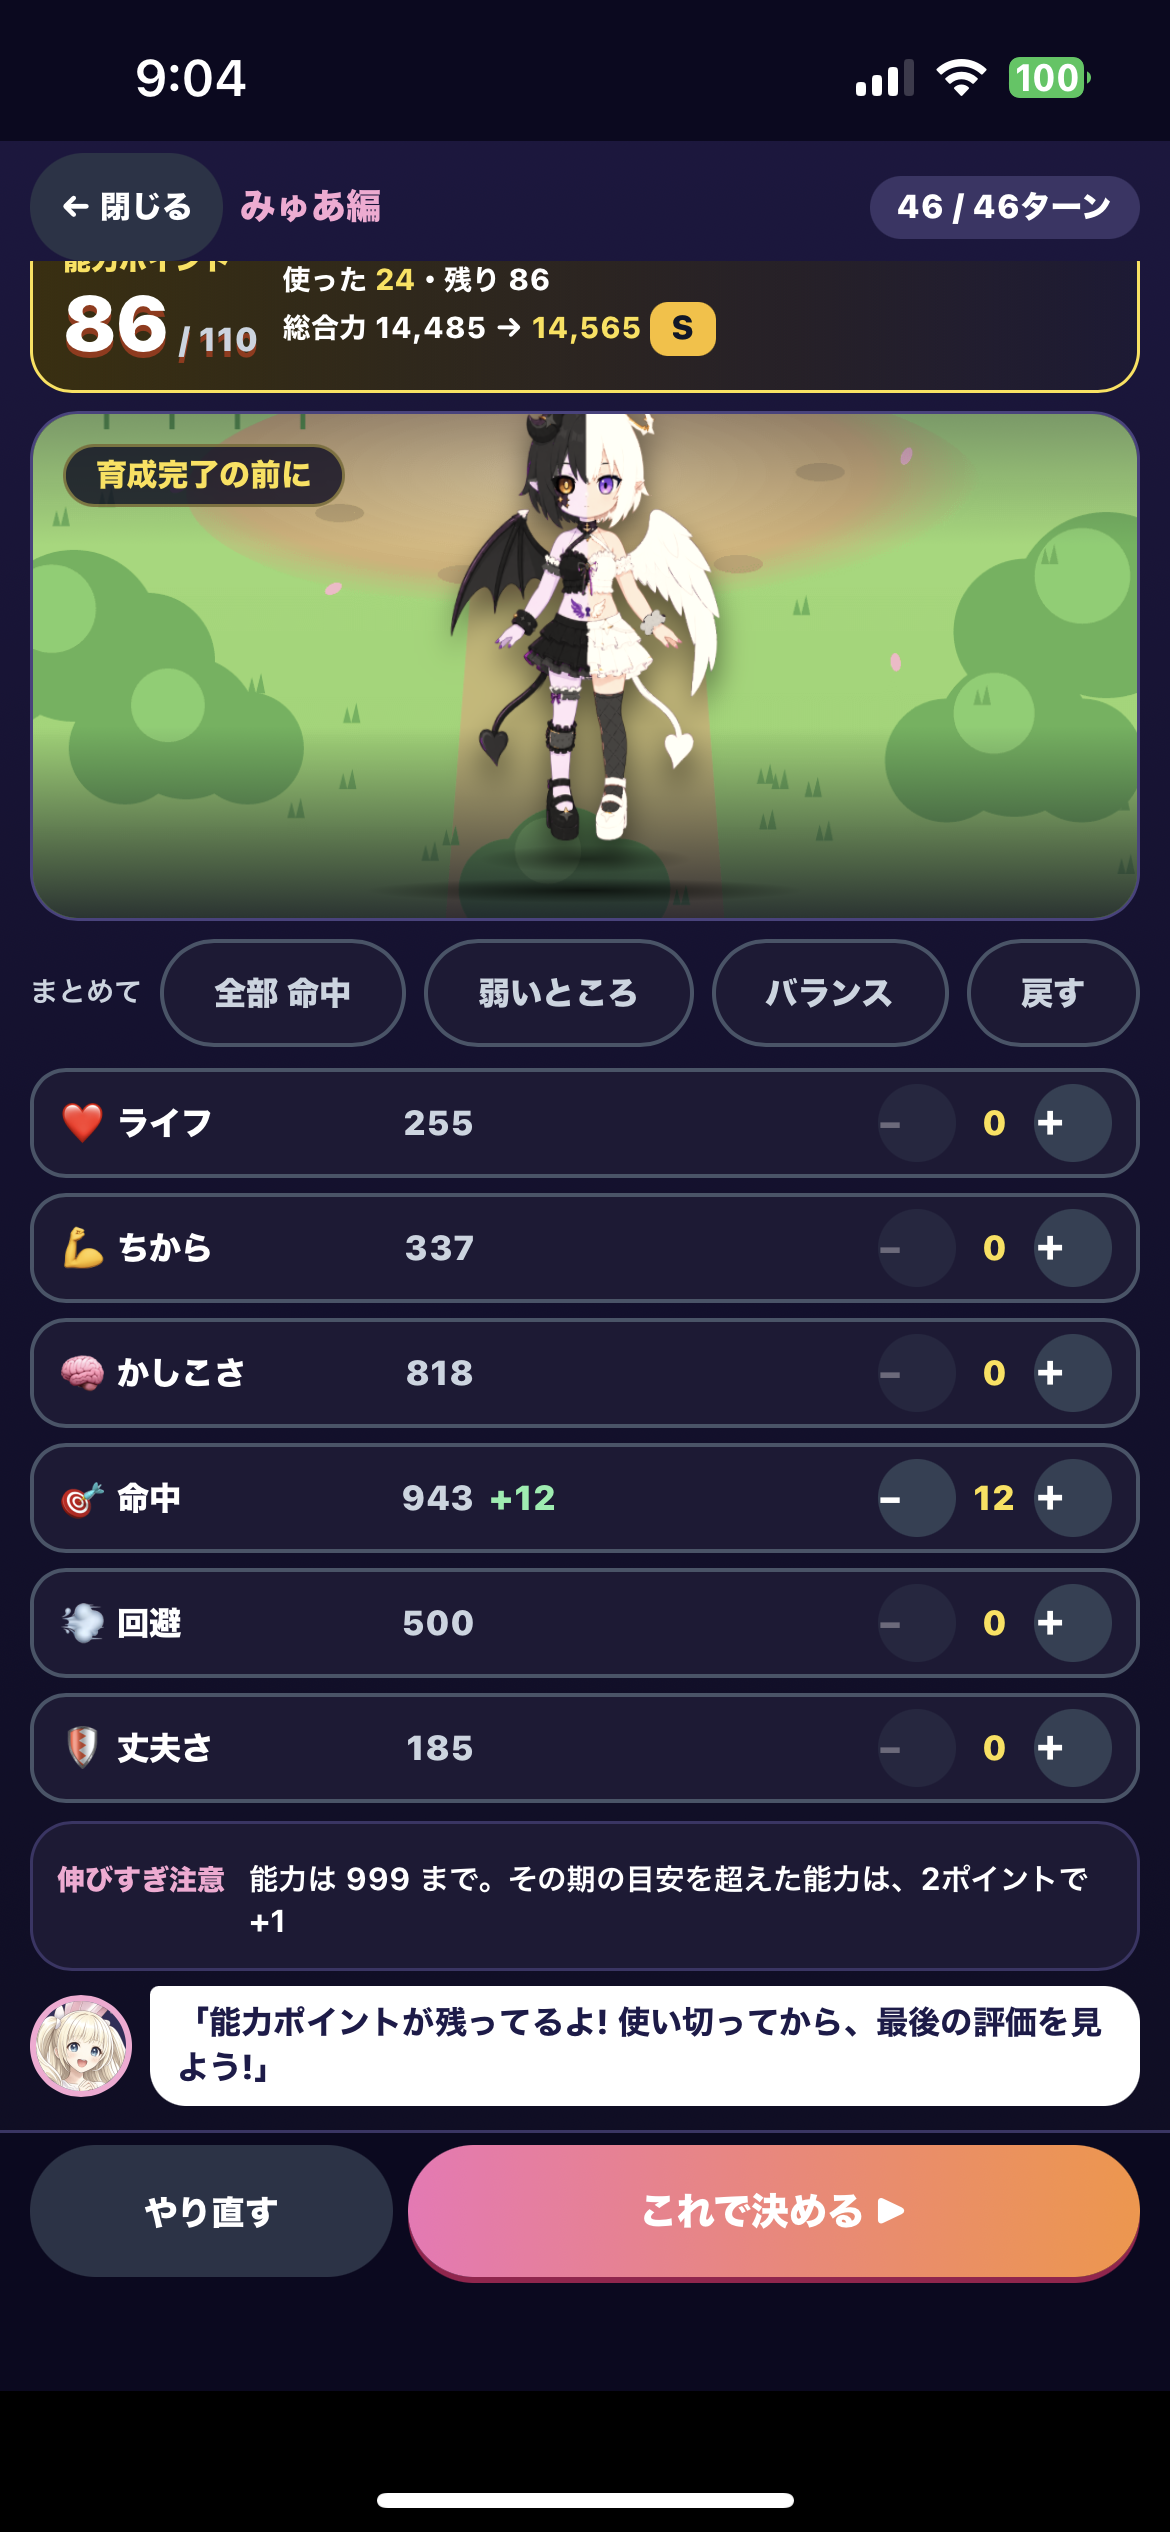 9:04
100
← 閉じる
みゅあ編
46 / 46ターン
能力ポイント
86 / 110
使った 24・残り 86
総合力 14,485 → 14,565 S
育成完了の前に
まとめて
全部 命中
弱いところ
バランス
戻す
ライフ 255 − 0 +
ちから 337 − 0 +
かしこさ 818 − 0 +
命中 943 +12 − 12 +
回避 500 − 0 +
丈夫さ 185 − 0 +
伸びすぎ注意 能力は 999 まで。その期の目安を超えた能力は、2ポイントで
+1
「能力ポイントが残ってるよ! 使い切ってから、最後の評価を見
よう!」
やり直す
これで決める ▶